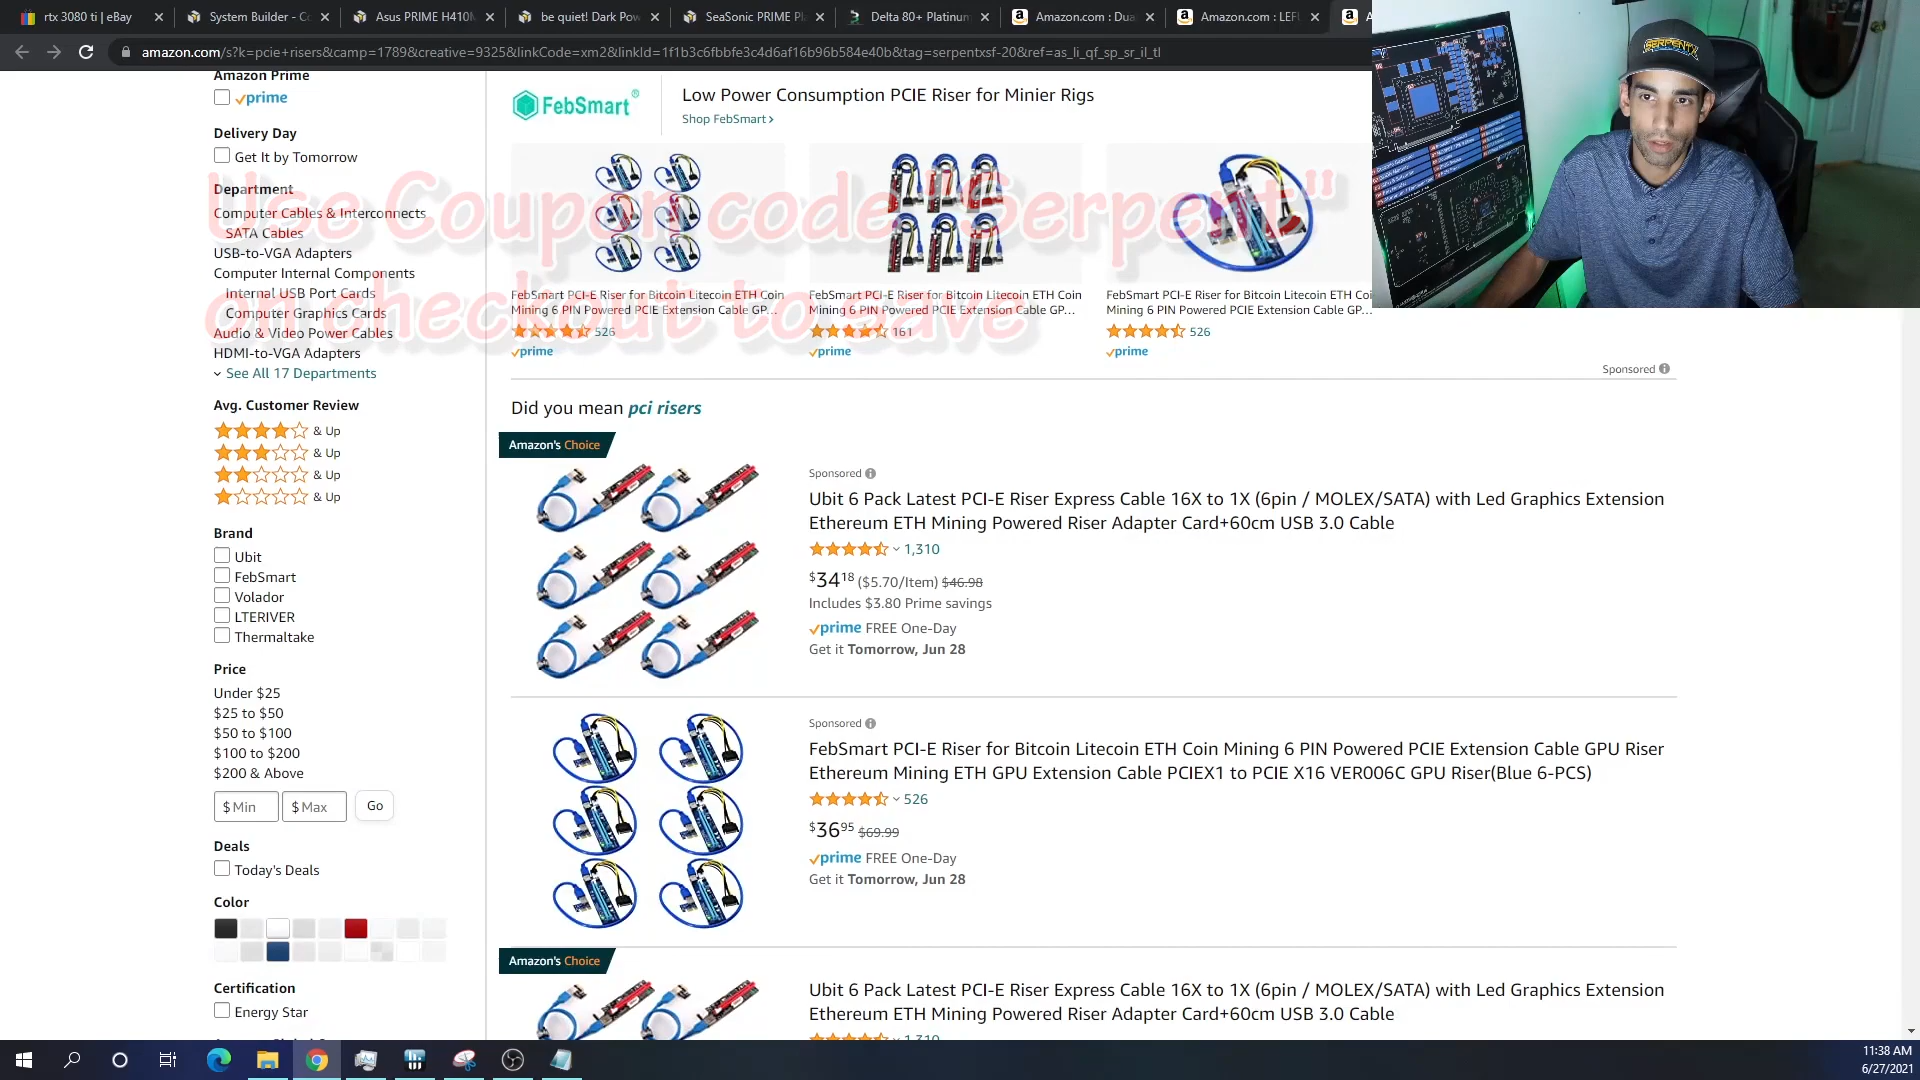 rtx 3080 ti | eBay
System Builder - Co
Asus PRIME H410M
be quiet! Dark Pow
SeaSonic PRIME Pl
Delta 80+ Platinum
Amazon.com : Dua
Amazon.com : LEFU
amazon.com/s?k=pcie+risers&camp=1789&creative=9325&linkCode=xm2&linkId=1f1b3c6fbbfe3c4d6af16b96b584e40b&tag=serpentxsf-20&ref=as_li_qf_sp_sr_il_tl
SERPENTX
Amazon Prime
prime
Delivery Day
Get It by Tomorrow
Department
Computer Cables & Interconnects
SATA Cables
USB-to-VGA Adapters
Computer Internal Components
Internal USB Port Cards
Computer Graphics Cards
Audio & Video Power Cables
HDMI-to-VGA Adapters
See All 17 Departments
Avg. Customer Review
& Up
& Up
& Up
& Up
Brand
Ubit
FebSmart
Volador
LTERIVER
Thermaltake
Price
Under $25
$25 to $50
$50 to $100
$100 to $200
$200 & Above
$ Min
$ Max
Go
Deals
Today's Deals
Color
Certification
Energy Star
FebSmart®
Low Power Consumption PCIE Riser for Minier Rigs
Shop FebSmart ›
Use Coupon code "Serpent"
on checkout to save
FebSmart PCI-E Riser for Bitcoin Litecoin ETH Coin
Mining 6 PIN Powered PCIE Extension Cable GP...
526
prime
FebSmart PCI-E Riser for Bitcoin Litecoin ETH Coin
Mining 6 PIN Powered PCIE Extension Cable GP...
161
prime
FebSmart PCI-E Riser for Bitcoin Litecoin ETH Coi
Mining 6 PIN Powered PCIE Extension Cable GP...
526
prime
Sponsored
Did you mean pci risers
Amazon's Choice
Sponsored
Ubit 6 Pack Latest PCI-E Riser Express Cable 16X to 1X (6pin / MOLEX/SATA) with Led Graphics Extension
Ethereum ETH Mining Powered Riser Adapter Card+60cm USB 3.0 Cable
1,310
$34 18 ($5.70/Item) $46.98
Includes $3.80 Prime savings
prime FREE One-Day
Get it Tomorrow, Jun 28
Sponsored
FebSmart PCI-E Riser for Bitcoin Litecoin ETH Coin Mining 6 PIN Powered PCIE Extension Cable GPU Riser
Ethereum Mining ETH GPU Extension Cable PCIEX1 to PCIE X16 VER006C GPU Riser(Blue 6-PCS)
526
$36 95 $69.99
prime FREE One-Day
Get it Tomorrow, Jun 28
Amazon's Choice
Ubit 6 Pack Latest PCI-E Riser Express Cable 16X to 1X (6pin / MOLEX/SATA) with Led Graphics Extension
Ethereum ETH Mining Powered Riser Adapter Card+60cm USB 3.0 Cable
1,310
11:38 AM
6/27/2021